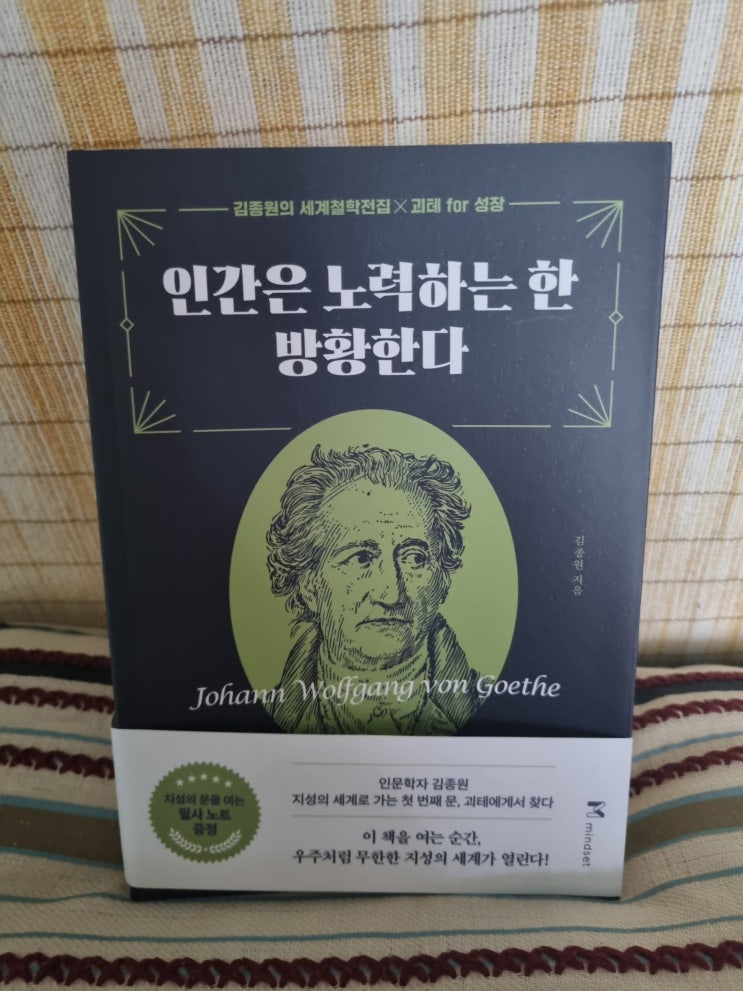 김종원의 세계철학전집×괴테 for 성장
인간은 노력하는 한
방황한다
김종원 지음
Johann Wolfgang von Goethe
지성의 문을 여는
필사 노트
증정
인문학자 김종원
지성의 세계로 가는 첫 번째 문, 괴테에게서 찾다
이 책을 여는 순간,
우주처럼 무한한 지성의 세계가 열린다!
mindset